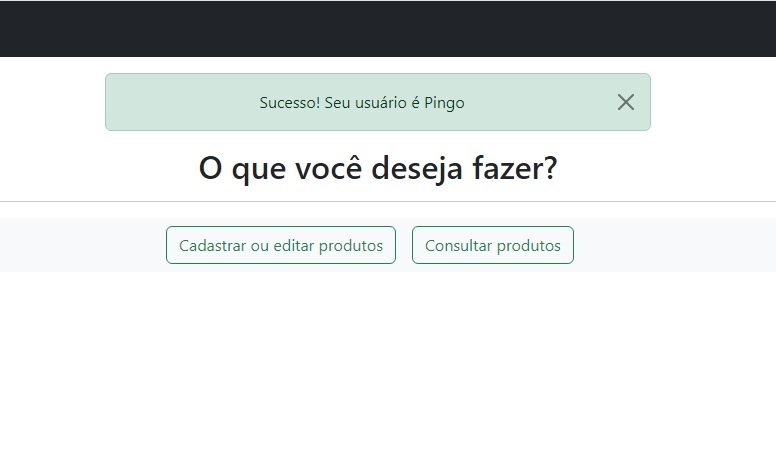 Sucesso! Seu usuário é Pingo
O que você deseja fazer?
Cadastrar ou editar produtos
Consultar produtos